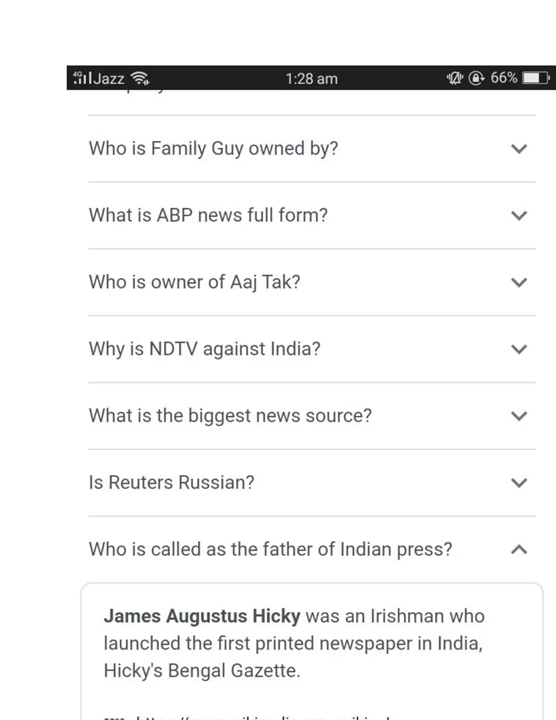 4G Jazz 1:28 am 66%
Who is Family Guy owned by?
What is ABP news full form?
Who is owner of Aaj Tak?
Why is NDTV against India?
What is the biggest news source?
Is Reuters Russian?
Who is called as the father of Indian press?
James Augustus Hicky was an Irishman who
launched the first printed newspaper in India,
Hicky's Bengal Gazette.